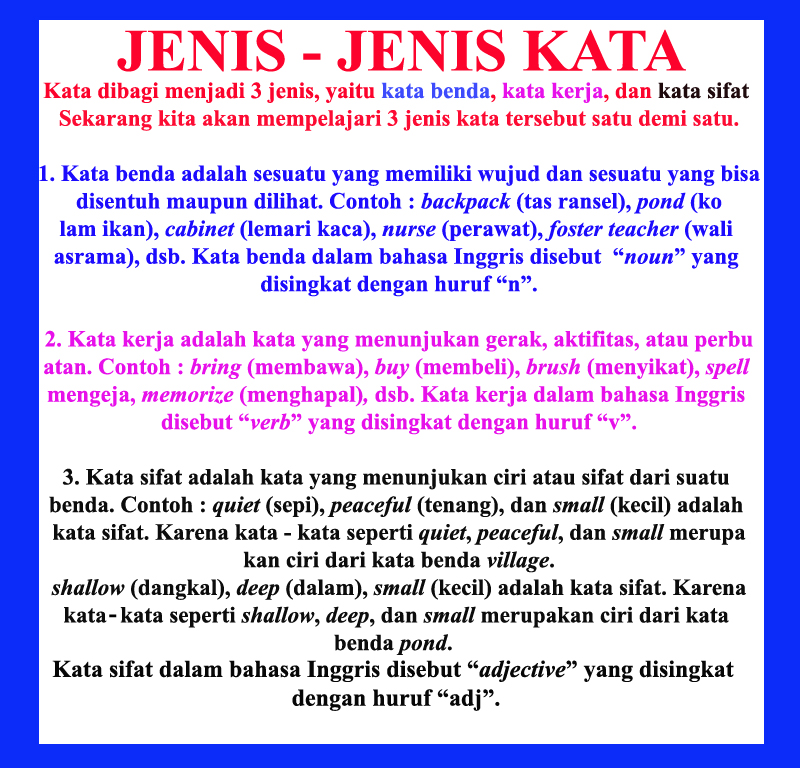 JENIS - JENIS KATA
Kata dibagi menjadi 3 jenis, yaitu kata benda, kata kerja, dan kata sifat
Sekarang kita akan mempelajari 3 jenis kata tersebut satu demi satu.
1. Kata benda adalah sesuatu yang memiliki wujud dan sesuatu yang bisa
disentuh maupun dilihat. Contoh : backpack (tas ransel), pond (ko
lam ikan), cabinet (lemari kaca), nurse (perawat), foster teacher (wali
asrama), dsb. Kata benda dalam bahasa Inggris disebut “noun” yang
disingkat dengan huruf “n”.
2. Kata kerja adalah kata yang menunjukan gerak, aktifitas, atau perbu
atan. Contoh : bring (membawa), buy (membeli), brush (menyikat), spell
mengeja, memorize (menghapal), dsb. Kata kerja dalam bahasa Inggris
disebut “verb” yang disingkat dengan huruf “v”.
3. Kata sifat adalah kata yang menunjukan ciri atau sifat dari suatu
benda. Contoh : quiet (sepi), peaceful (tenang), dan small (kecil) adalah
kata sifat. Karena kata - kata seperti quiet, peaceful, dan small merupa
kan ciri dari kata benda village.
shallow (dangkal), deep (dalam), small (kecil) adalah kata sifat. Karena
kata-kata seperti shallow, deep, dan small merupakan ciri dari kata
benda pond.
Kata sifat dalam bahasa Inggris disebut “adjective” yang disingkat
dengan huruf “adj”.